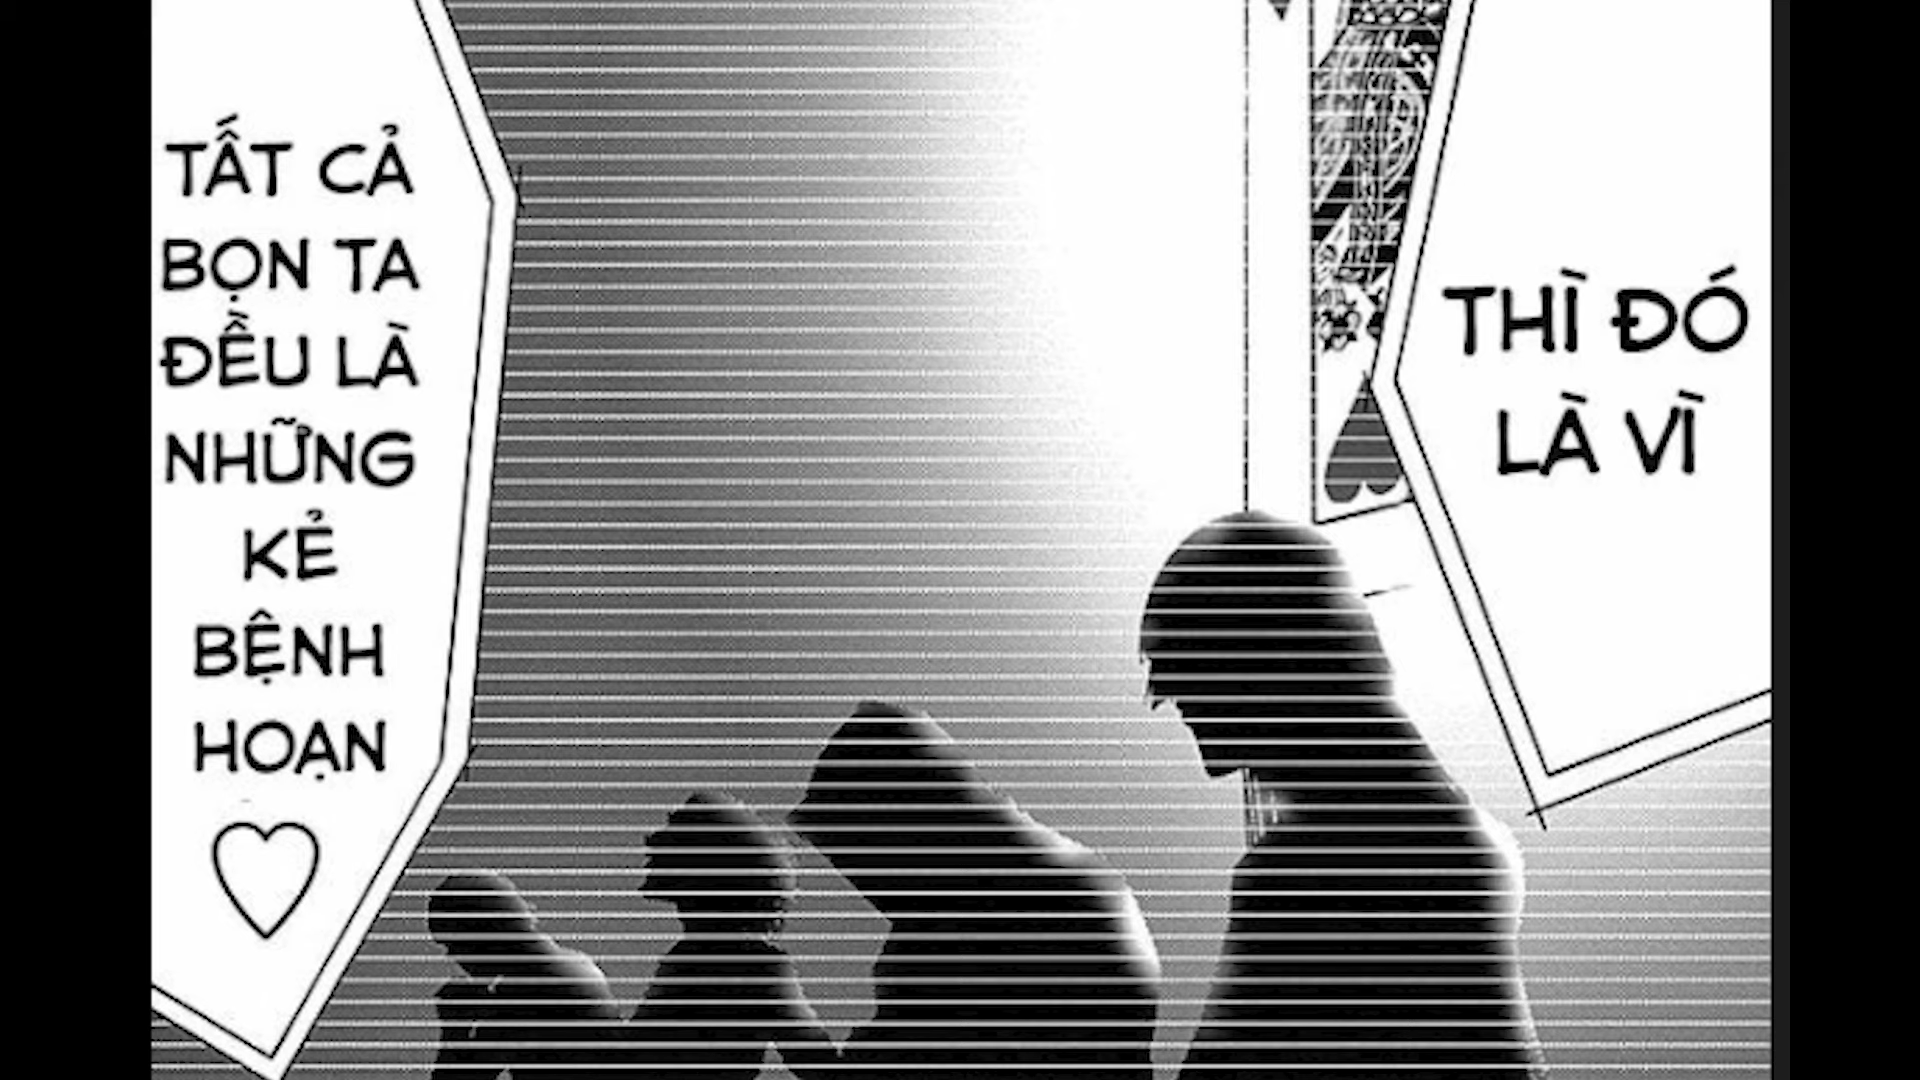 THÌ ĐÓ
LÀ VÌ
TẤT CẢ
BỌN TA
ĐỀU LÀ
NHỮNG
KẺ
BỆNH
HOẠN
♡